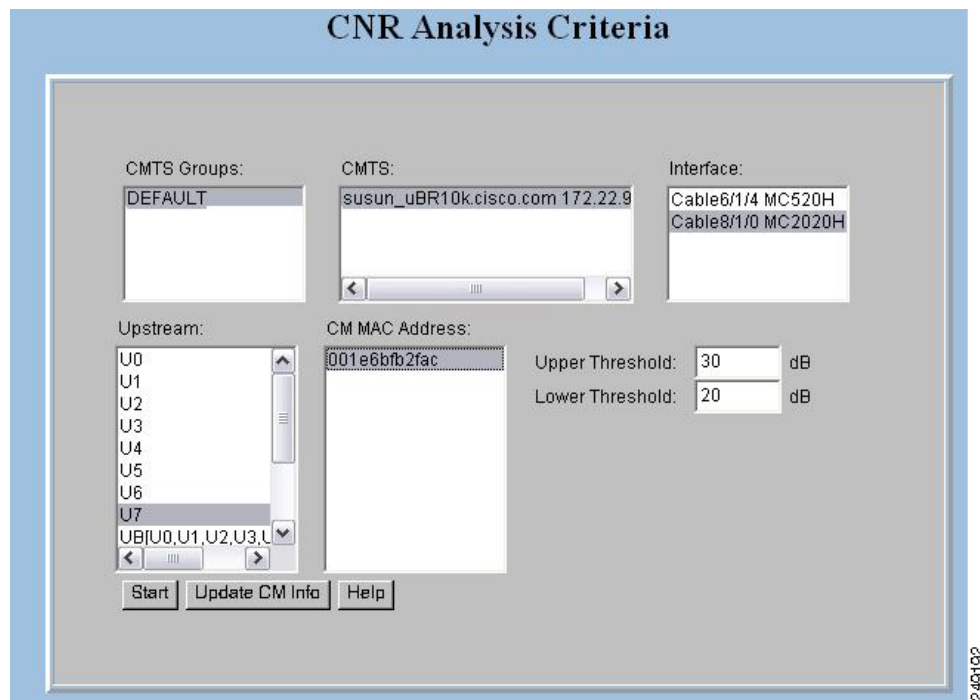 CNR Analysis Criteria
CMTS Groups:
DEFAULT
CMTS:
susun_uBR10k.cisco.com 172.22.9
Interface:
Cable6/1/4 MC520H
Cable8/1/0 MC2020H
Upstream:
U0
U1
U2
U3
U4
U5
U6
U7
UB[U0,U1,U2,U3,U
CM MAC Address:
001e6bfb2fac
Upper Threshold: 30 dB
Lower Threshold: 20 dB
Start Update CM Info Help
249192